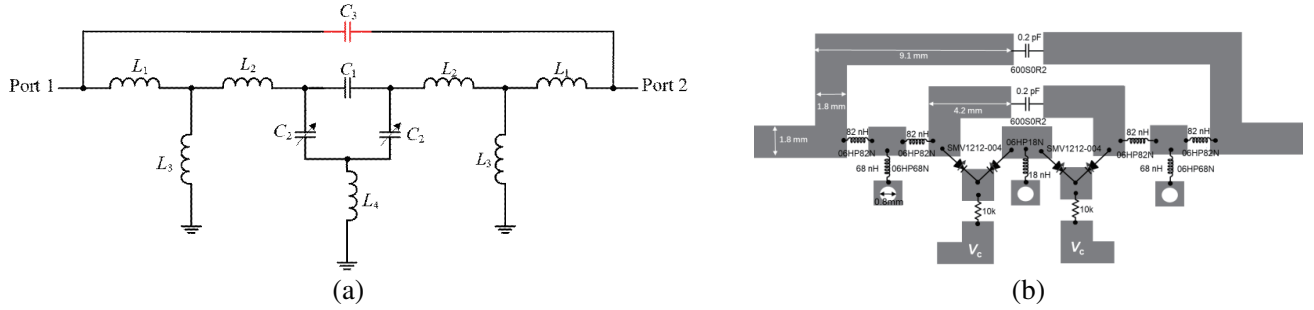 C3
Port 1
L1
L2
C1
L2
L1
Port 2
C2
C2
L3
L3
L4
(a)
0.2 pF
9.1 mm
600S0R2
1.8 mm
0.2 pF
4.2 mm
600S0R2
1.8 mm
82 nH
82 nH
82 nH
82 nH
06HP82N
06HP82N
SMV1212-004
06HP18N
SMV1212-004
06HP82N
06HP82N
68 nH
06HP68N
18 nH
68 nH
06HP68N
0.8mm
10k
10k
Vc
Vc
(b)